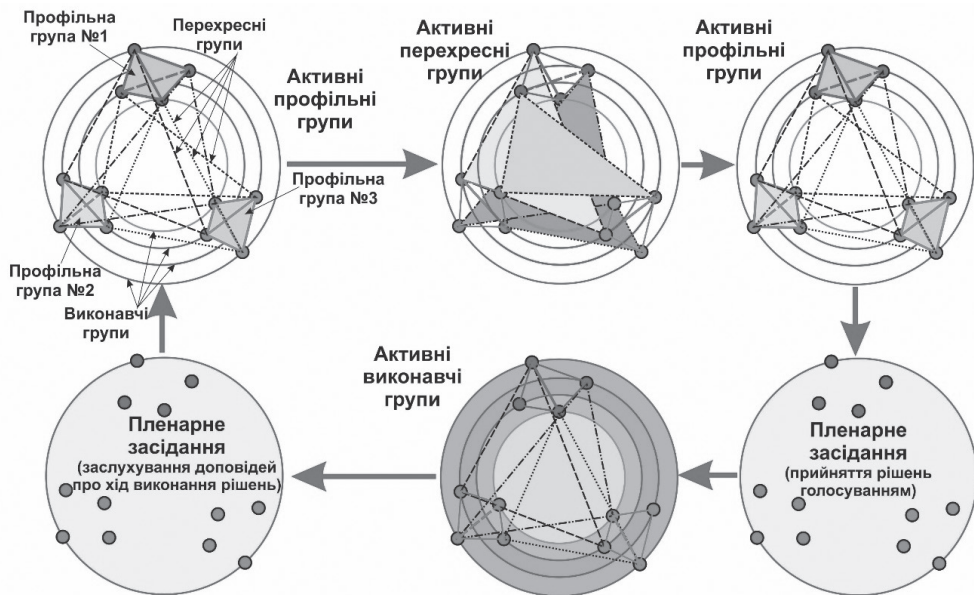 Профільна
група №1
Перехресні
групи
Активні
профільні
групи
Профільна
група №3
Профільна
група №2
Виконавчі
групи
Активні
перехресні
групи
Активні
профільні
групи
Пленарне
засідання
(прийняття рішень
голосуванням)
Активні
виконавчі
групи
Пленарне
засідання
(заслухування доповідей
про хід виконання рішень)